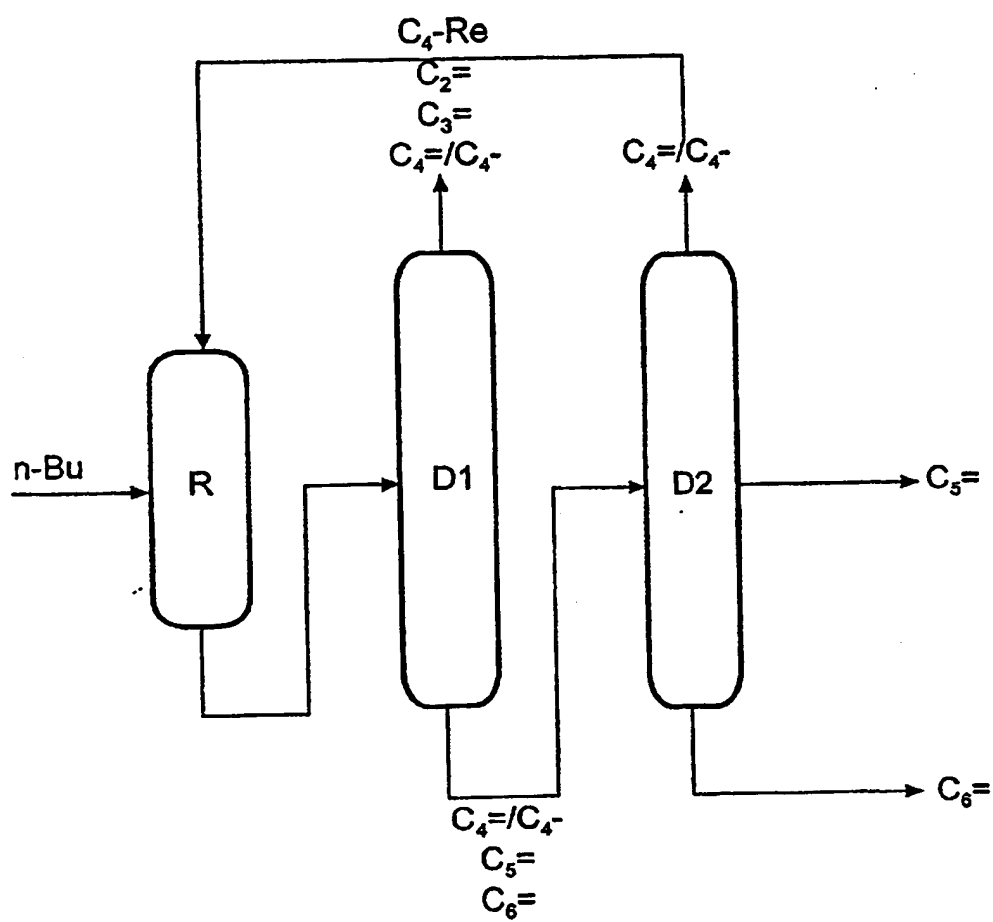 C₄-Re
C₂=
C₃=
C₄=/C₄-
C₄=/C₄-
n-Bu
R
D1
D2
C₅=
C₆=
C₄=/C₄-
C₅=
C₆=